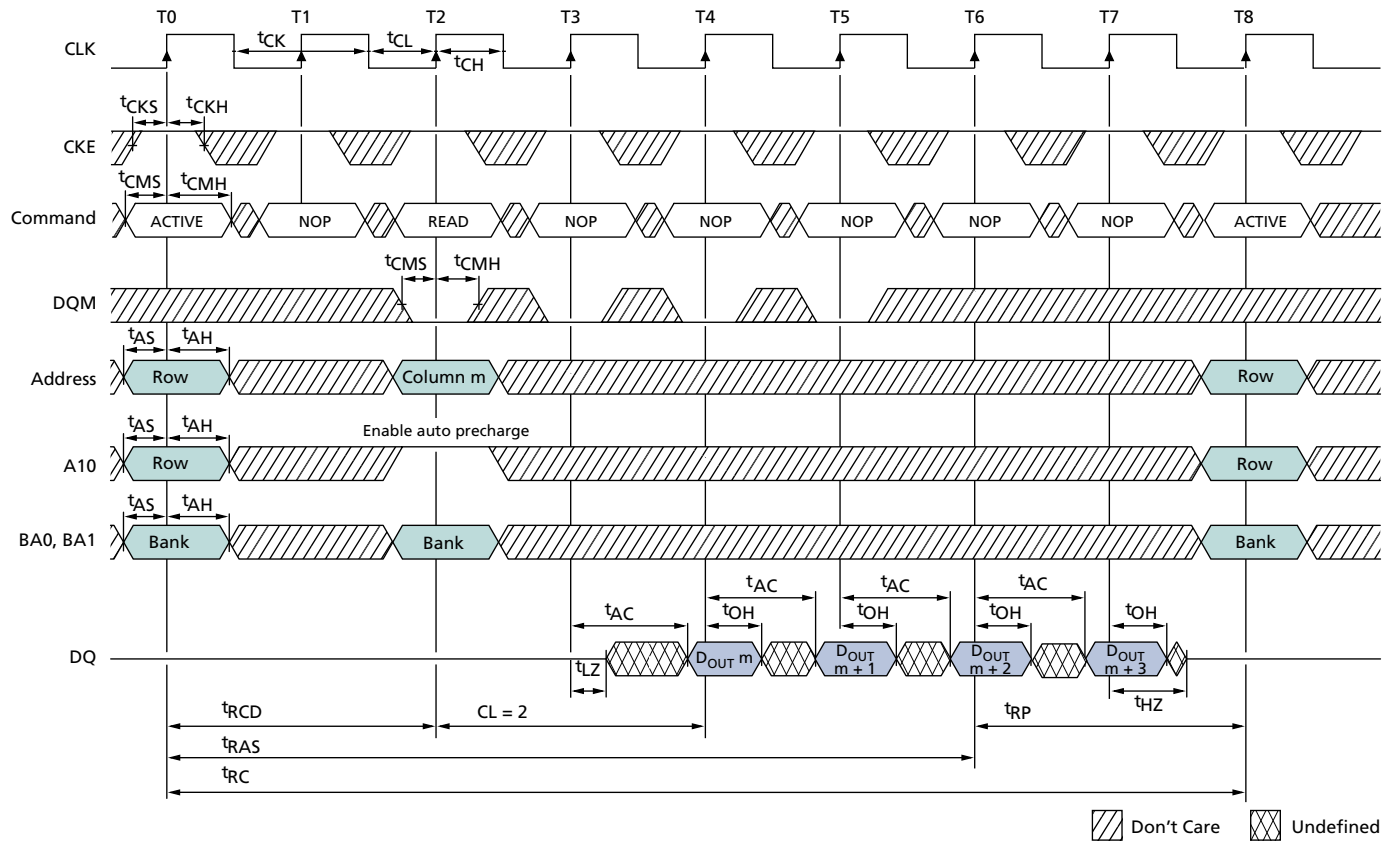 T0 T1 T2 T3 T4 T5 T6 T7 T8
CLK
tCK tCL
tCH
tCKS tCKH
CKE
tCMS tCMH
Command ACTIVE NOP READ NOP NOP NOP NOP NOP ACTIVE
tCMS tCMH
DQM
tAS tAH
Address Row Column m Row
tAS tAH
Enable auto precharge
A10 Row Row
tAS tAH
BA0, BA1 Bank Bank Bank
tAC tAC tAC
tAC tOH tOH tOH tOH
DQ DOUT m DOUT m + 1 DOUT m + 2 DOUT m + 3
tLZ tHZ
tRCD CL = 2 tRP
tRAS
tRC
Don't Care Undefined